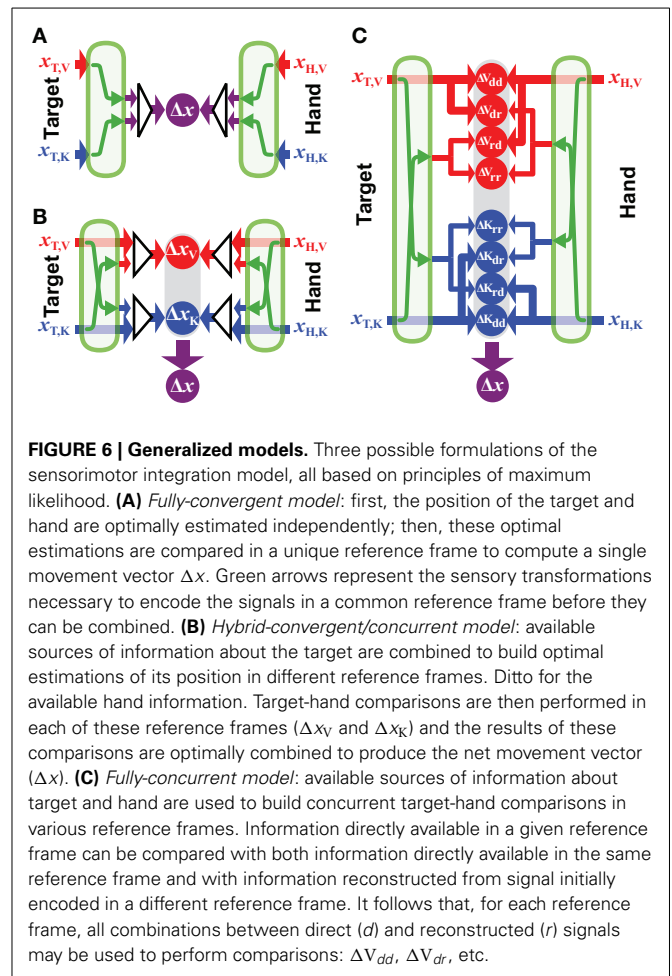 A
x_T,V
x_H,V
Target
Δx
Hand
x_T,K
x_H,K
B
x_T,V
x_H,V
Target
Δx_V
Δx_K
Hand
x_T,K
x_H,K
Δx
C
x_T,V
x_H,V
ΔV_dd
ΔV_dr
ΔV_rd
ΔV_rr
Target
Hand
ΔK_rr
ΔK_dr
ΔK_rd
ΔK_dd
x_T,K
x_H,K
Δx
FIGURE 6 | Generalized models. Three possible formulations of the
sensorimotor integration model, all based on principles of maximum
likelihood. (A) Fully-convergent model: first, the position of the target and
hand are optimally estimated independently; then, these optimal
estimations are compared in a unique reference frame to compute a single
movement vector Δx. Green arrows represent the sensory transformations
necessary to encode the signals in a common reference frame before they
can be combined. (B) Hybrid-convergent/concurrent model: available
sources of information about the target are combined to build optimal
estimations of its position in different reference frames. Ditto for the
available hand information. Target-hand comparisons are then performed in
each of these reference frames (Δx_V and Δx_K) and the results of these
comparisons are optimally combined to produce the net movement vector
(Δx). (C) Fully-concurrent model: available sources of information about
target and hand are used to build concurrent target-hand comparisons in
various reference frames. Information directly available in a given reference
frame can be compared with both information directly available in the same
reference frame and with information reconstructed from signal initially
encoded in a different reference frame. It follows that, for each reference
frame, all combinations between direct (d) and reconstructed (r) signals
may be used to perform comparisons: ΔV_dd, ΔV_dr, etc.